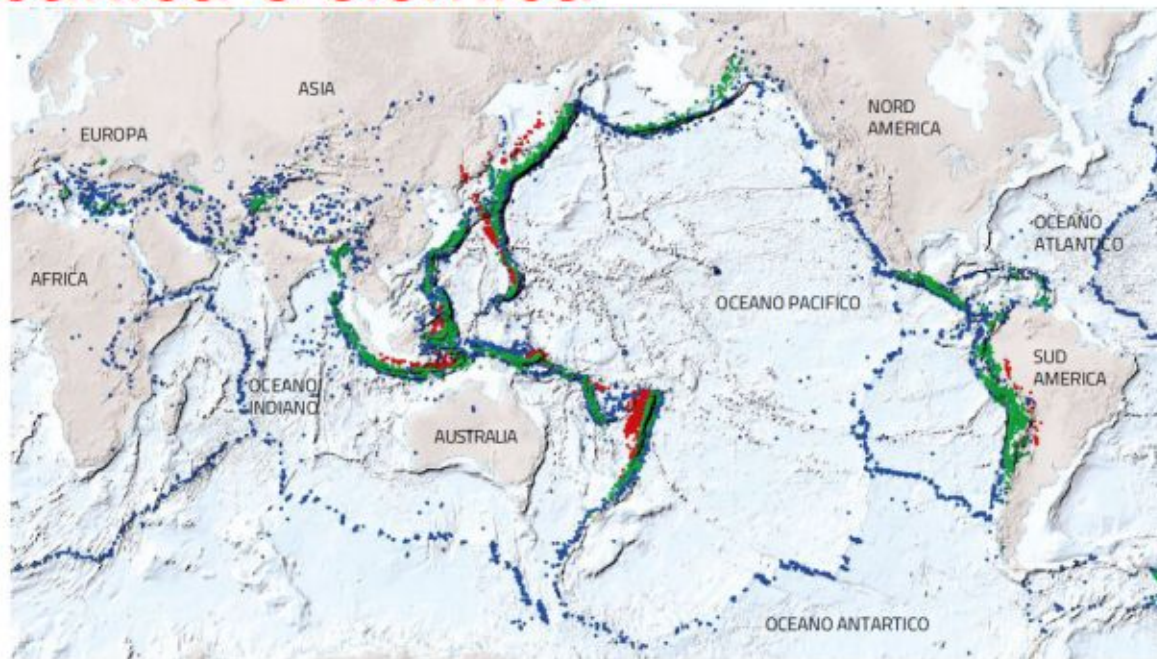 ASIA
EUROPA
NORD
AMERICA
OCEANO
ATLANTICO
AFRICA
OCEANO PACIFICO
SUD
AMERICA
OCEANO
INDIANO
AUSTRALIA
OCEANO ANTARTICO